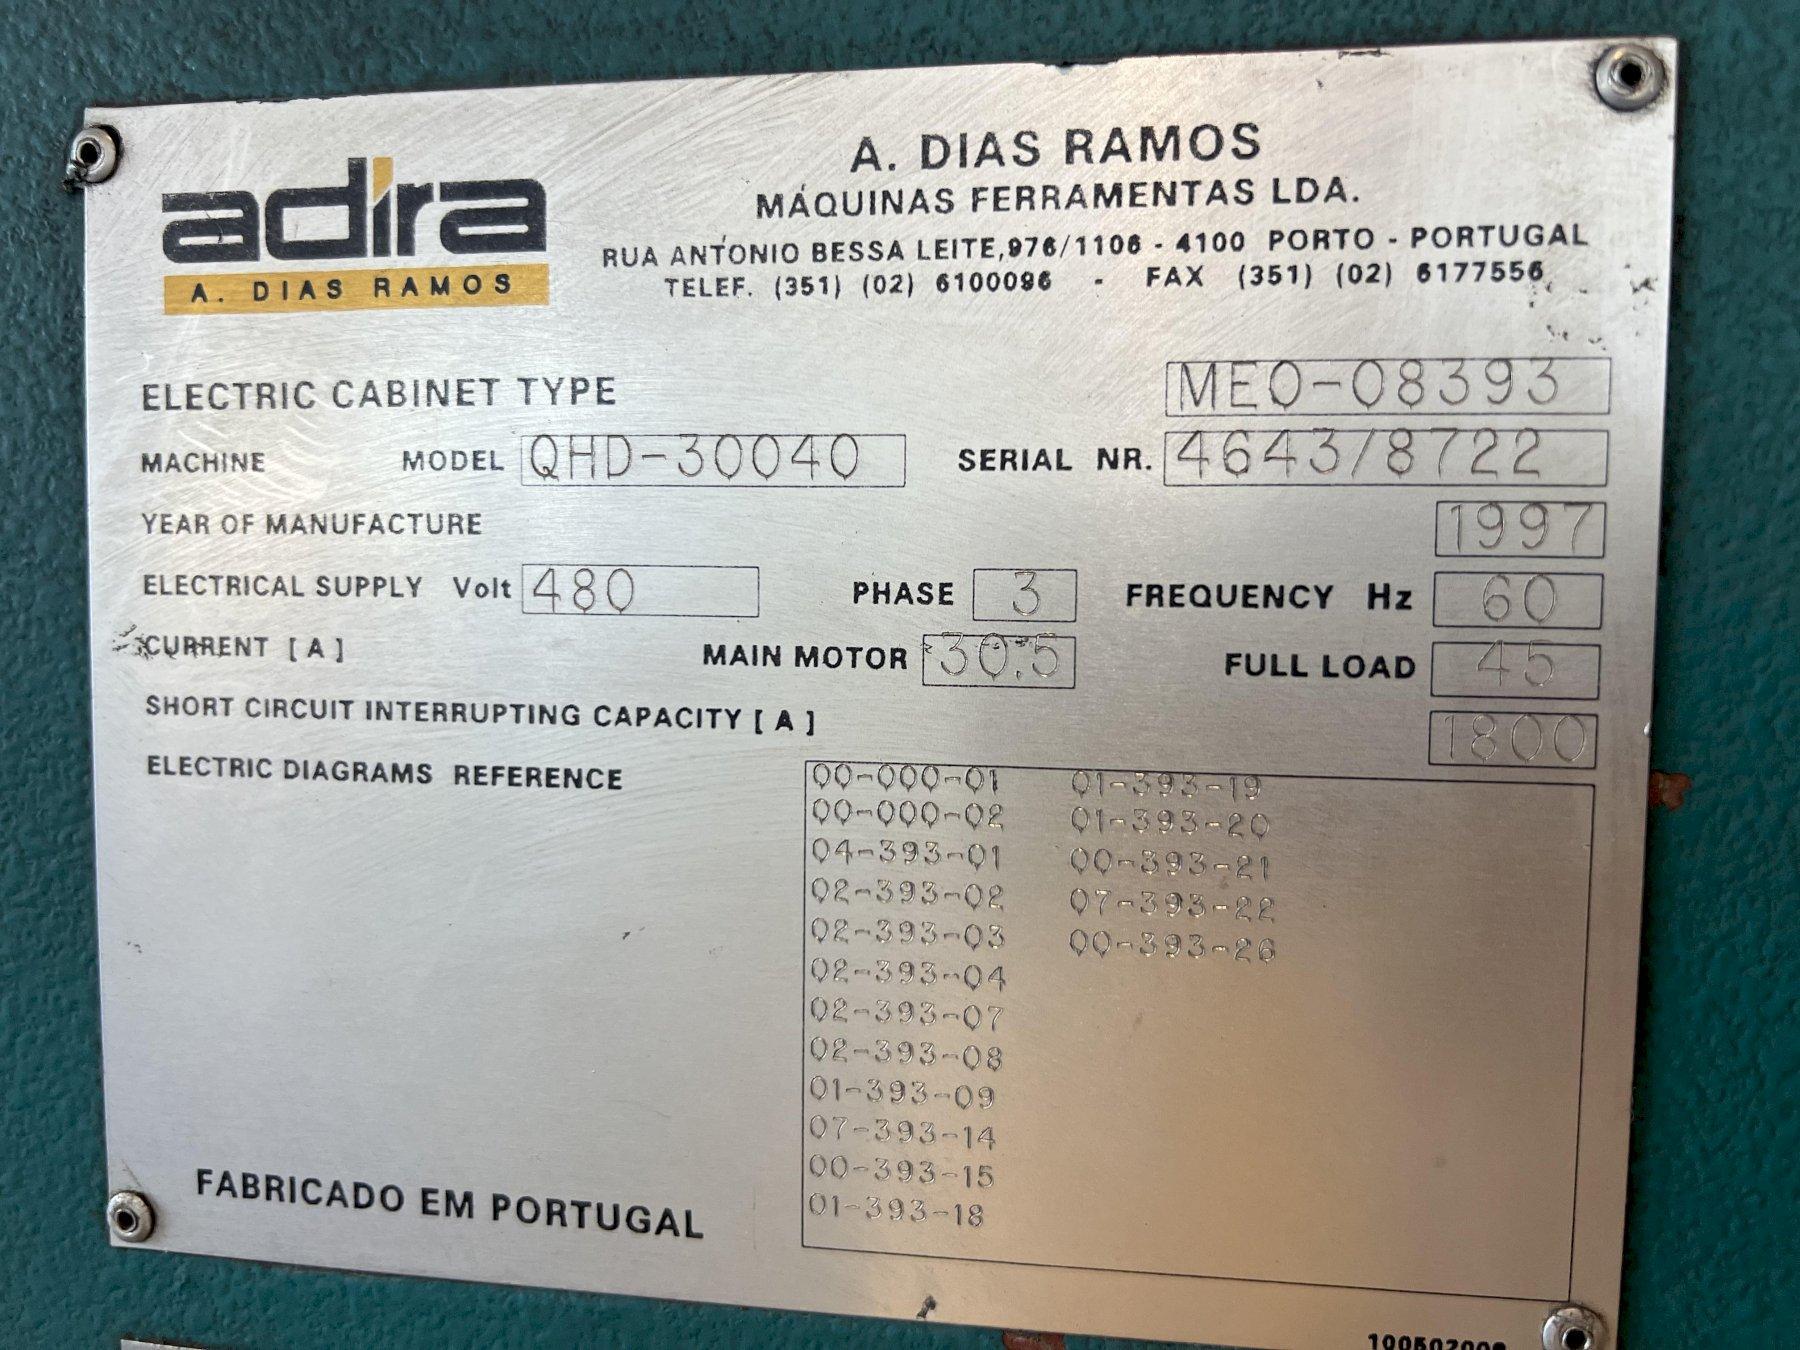 adira
A. DIAS RAMOS
A. DIAS RAMOS
MÁQUINAS FERRAMENTAS LDA.
RUA ANTÓNIO BESSA LEITE,976/1106 - 4100 PORTO - PORTUGAL
TELEF. (351) (02) 6100096 - FAX (351) (02) 6177556
ELECTRIC CABINET TYPE MEO-08393
MACHINE MODEL QHD-30040 SERIAL NR. 4643/8722
YEAR OF MANUFACTURE 1997
ELECTRICAL SUPPLY Volt 480 PHASE 3 FREQUENCY Hz 60
CURRENT [A] MAIN MOTOR 30.5 FULL LOAD 45
SHORT CIRCUIT INTERRUPTING CAPACITY [A] 1800
ELECTRIC DIAGRAMS REFERENCE
00-000-01 01-393-19
00-000-02 01-393-20
04-393-01 00-393-21
02-393-02 07-393-22
02-393-03 00-393-26
02-393-04
02-393-07
02-393-08
01-393-09
07-393-14
00-393-15
01-393-18
FABRICADO EM PORTUGAL